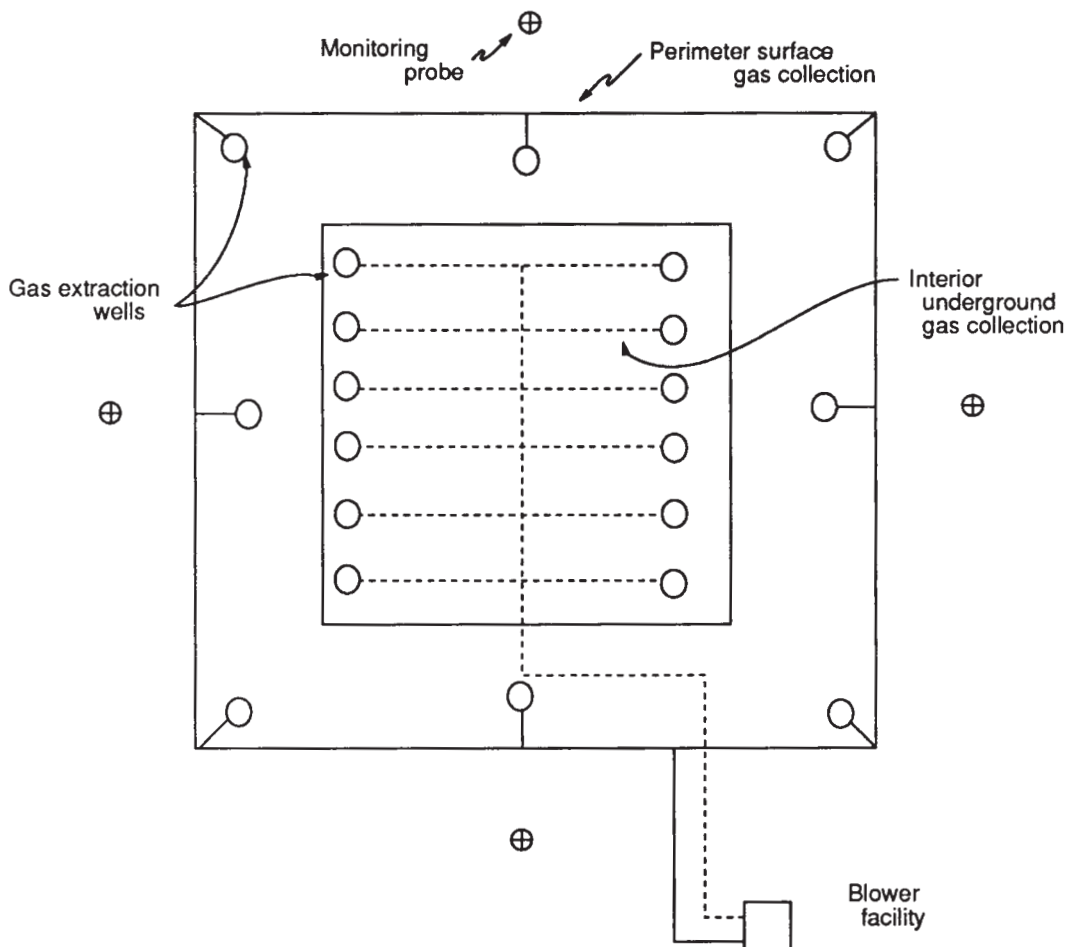 Monitoring
probe
Perimeter surface
gas collection
Gas extraction
wells
Interior
underground
gas collection
Blower
facility